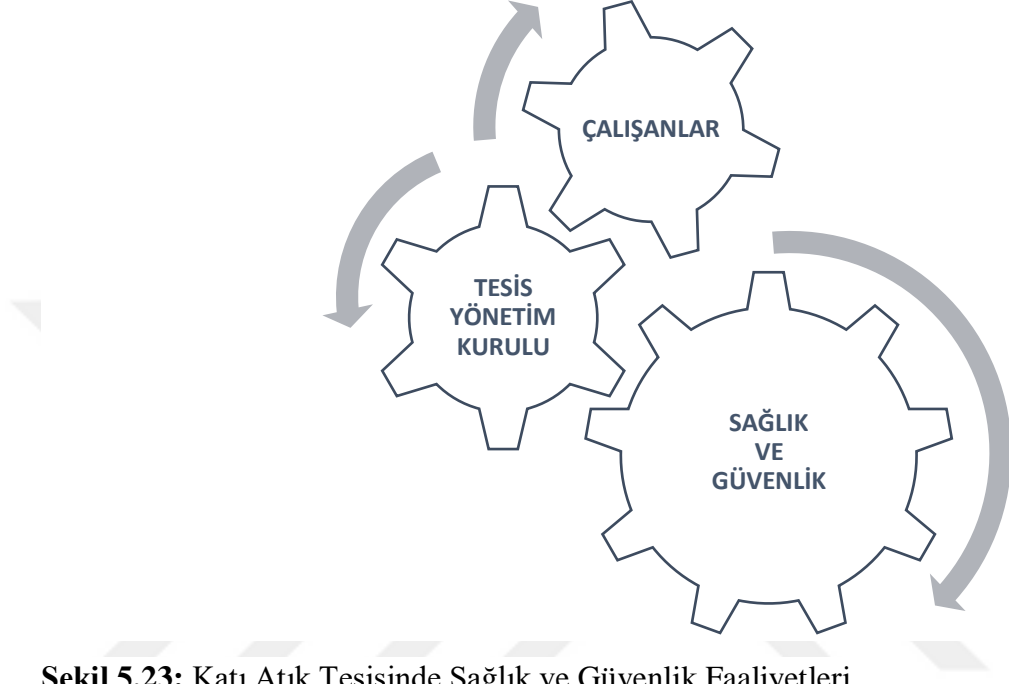 ÇALIŞANLAR
TESİS
YÖNETİM
KURULU
SAĞLIK
VE
GÜVENLİK
Şekil 5.23: Katı Atık Tesisinde Sağlık ve Güvenlik Faaliyetleri